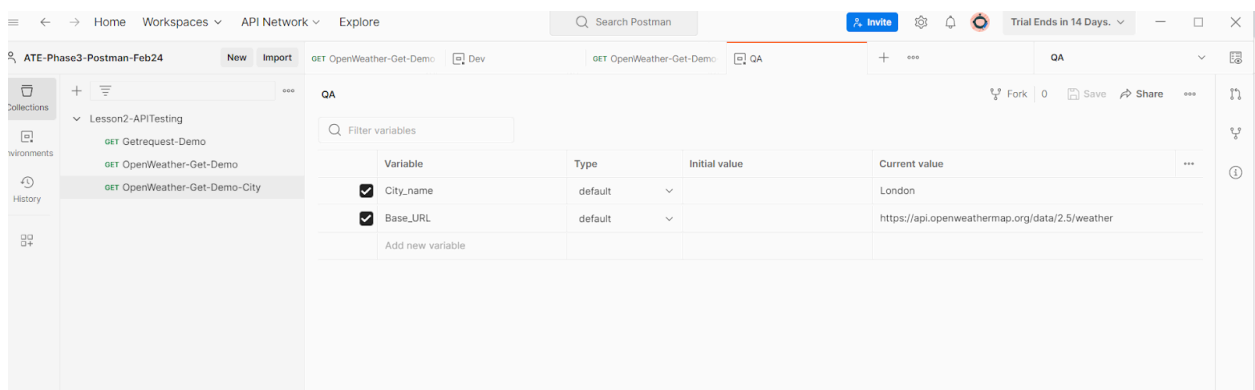 Home Workspaces API Network Explore Search Postman Invite Trial Ends in 14 Days.
ATE-Phase3-Postman-Feb24 New Import GET OpenWeather-Get-Demo Dev GET OpenWeather-Get-Demo QA QA
Collections
QA Fork 0 Save Share
Lesson2-APITesting
Filter variables
GET Getrequest-Demo
GET OpenWeather-Get-Demo
GET OpenWeather-Get-Demo-City
History
Variable Type Initial value Current value
City_name default London
Base_URL default https://api.openweathermap.org/data/2.5/weather
Add new variable